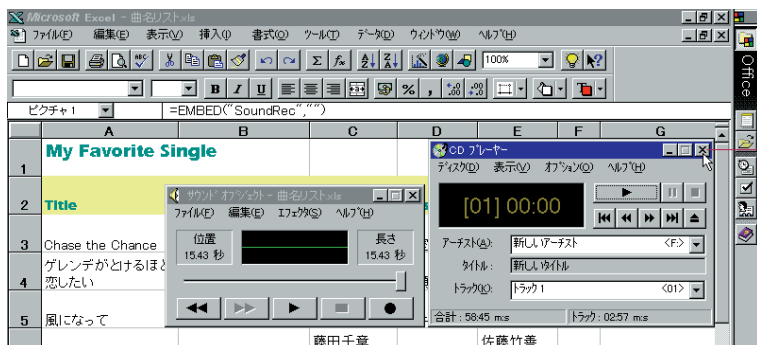 Microsoft Excel - 曲名リスト.xls
ファイル(F) 編集(E) 表示(V) 挿入(I) 書式(O) ツール(T) データ(D) ウィンドウ(W) ヘルプ(H)
100%
B I U
ピクチャ 1 =EMBED("SoundRec","")
A B C D E F G
1 My Favorite Single
2 Title
3 Chase the Chance
4 ゲレンデがとけるほど
恋したい
5 風になって
藤田千章 佐藤竹善
サウンド オブジェクト - 曲名リスト.xls
ファイル(F) 編集(E) エフェクト(S) ヘルプ(H)
位置 長さ
15.43 秒 15.43 秒
CD プレーヤー
ディスク(D) 表示(V) オプション(O) ヘルプ(H)
[01] 00:00
アーチスト(A): 新しいアーチスト <F:>
タイトル: 新しいタイトル
トラック(K): トラック 1 <01>
合計 : 58:45 m:s トラック : 02:57 m:s
Office